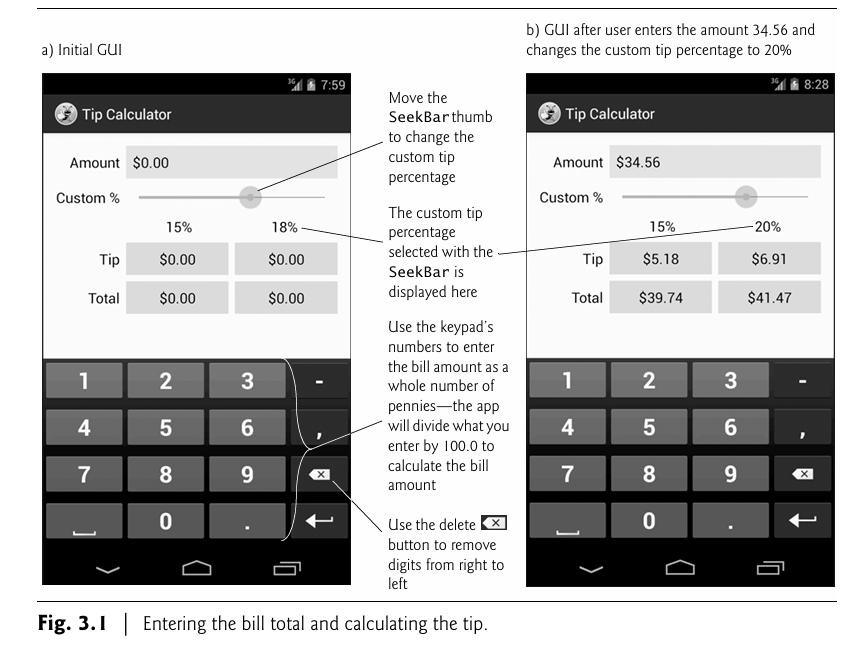 a) Initial GUI
b) GUI after user enters the amount 34.56 and
changes the custom tip percentage to 20%
3G 7:59
Tip Calculator
Amount $0.00
Custom %
15% 18%
Tip $0.00 $0.00
Total $0.00 $0.00
1 2 3 -
4 5 6 ,
7 8 9
0 .
Move the
SeekBar thumb
to change the
custom tip
percentage
The custom tip
percentage
selected with the
SeekBar is
displayed here
Use the keypad's
numbers to enter
the bill amount as a
whole number of
pennies—the app
will divide what you
enter by 100.0 to
calculate the bill
amount
Use the delete
button to remove
digits from right to
left
3G 8:28
Tip Calculator
Amount $34.56
Custom %
15% 20%
Tip $5.18 $6.91
Total $39.74 $41.47
1 2 3 -
4 5 6 ,
7 8 9
0 .
Fig. 3.1 | Entering the bill total and calculating the tip.